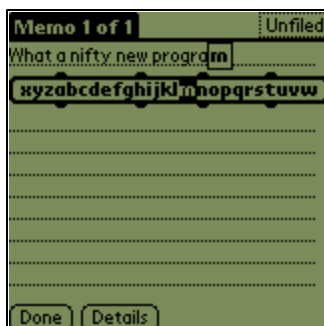 Memo 1 of 1 Unfiled
What a nifty new program
xyzabcdefghijklmnopqrstuvw
Done Details